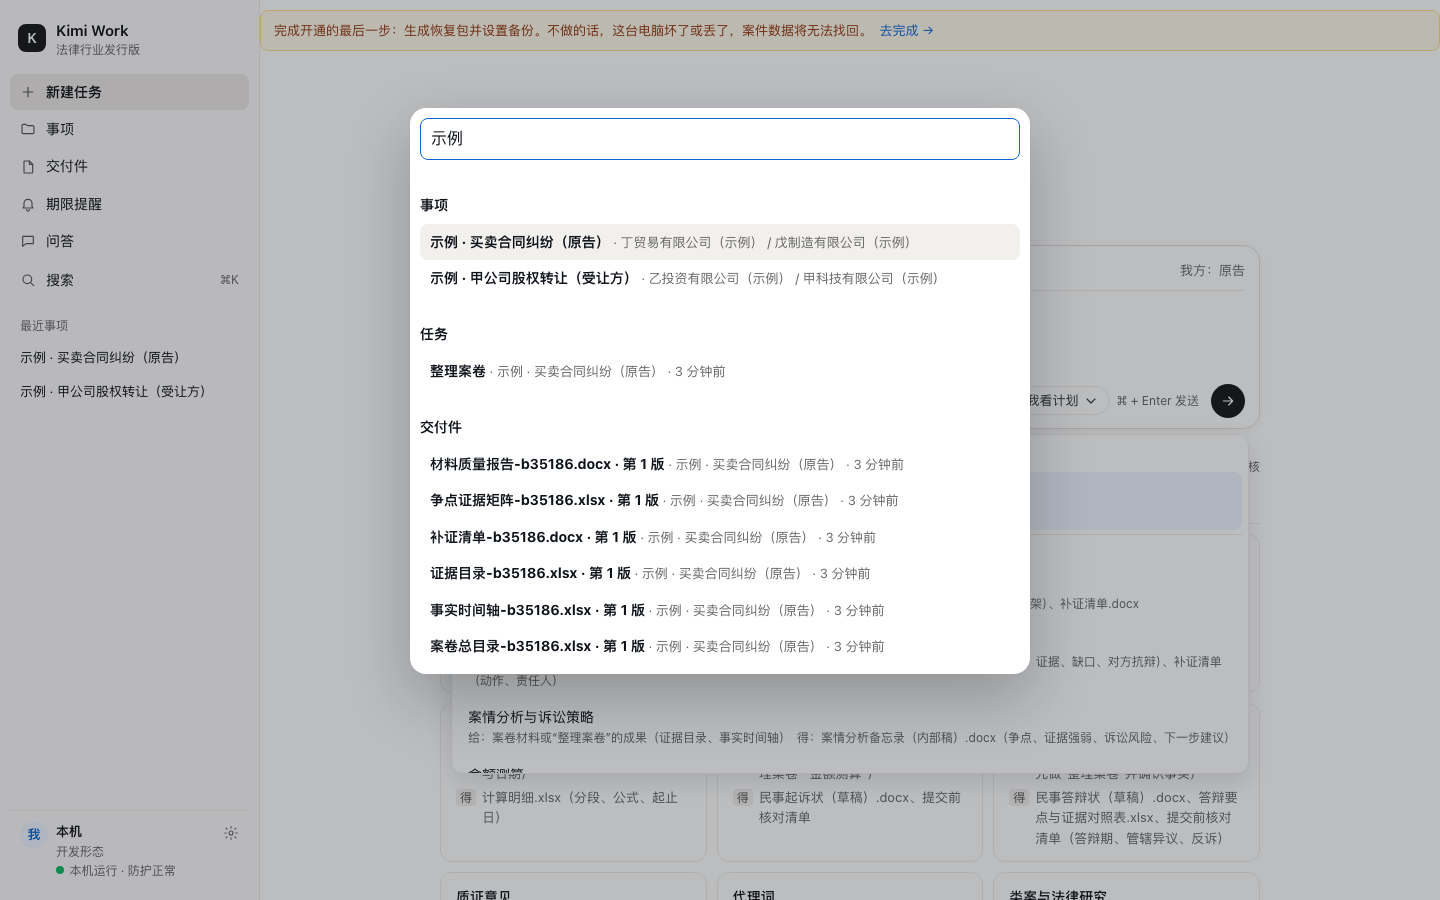 K
Kimi Work
法律行业发行版
新建任务
事项
交付件
期限提醒
问答
搜索 ⌘K
最近事项
示例 · 买卖合同纠纷（原告）
示例 · 甲公司股权转让（受让方）
我 本机
开发形态
本机运行 · 防护正常
完成开通的最后一步：生成恢复包并设置备份。不做的话，这台电脑坏了或丢了，案件数据将无法找回。 去完成 →
示例
事项
示例 · 买卖合同纠纷（原告） · 丁贸易有限公司（示例） / 戊制造有限公司（示例）
示例 · 甲公司股权转让（受让方） · 乙投资有限公司（示例） / 甲科技有限公司（示例）
任务
整理案卷 · 示例 · 买卖合同纠纷（原告） · 3 分钟前
交付件
材料质量报告-b35186.docx · 第 1 版 · 示例 · 买卖合同纠纷（原告） · 3 分钟前
争点证据矩阵-b35186.xlsx · 第 1 版 · 示例 · 买卖合同纠纷（原告） · 3 分钟前
补证清单-b35186.docx · 第 1 版 · 示例 · 买卖合同纠纷（原告） · 3 分钟前
证据目录-b35186.xlsx · 第 1 版 · 示例 · 买卖合同纠纷（原告） · 3 分钟前
事实时间轴-b35186.xlsx · 第 1 版 · 示例 · 买卖合同纠纷（原告） · 3 分钟前
案卷总目录-b35186.xlsx · 第 1 版 · 示例 · 买卖合同纠纷（原告） · 3 分钟前
我方：原告
我看计划 ⌘ + Enter 发送
核
架）、补证清单.docx
证据、缺口、对方抗辩）、补证清单
（动作、责任人）
案情分析与诉讼策略
给：案卷材料或“整理案卷”的成果（证据目录、事实时间轴） 得：案情分析备忘录（内部稿）.docx（争点、证据强弱、诉讼风险、下一步建议）
得 计算明细.xlsx（分段、公式、起止日）
得 民事起诉状（草稿）.docx、提交前核对清单
得 民事答辩状（草稿）.docx、答辩要点与证据对照表.xlsx、提交前核对清单（答辩期、管辖异议、反诉）
质证意见
代理词
类案与法律研究